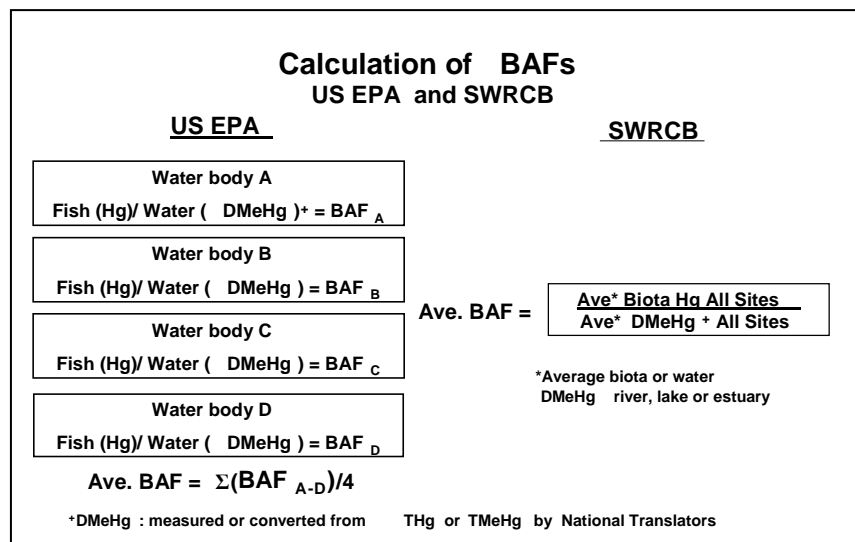 Calculation of BAFs
US EPA and SWRCB
US EPA
Water body A
Fish (Hg)/ Water ( DMeHg )+ = BAF A
Water body B
Fish (Hg)/ Water ( DMeHg ) = BAF B
Water body C
Fish (Hg)/ Water ( DMeHg ) = BAF C
Water body D
Fish (Hg)/ Water ( DMeHg ) = BAF D
Ave. BAF = Σ(BAF A-D)/4
SWRCB
Ave. BAF =
Ave* Biota Hg All Sites
Ave* DMeHg + All Sites
*Average biota or water
DMeHg river, lake or estuary
+DMeHg : measured or converted from THg or TMeHg by National Translators